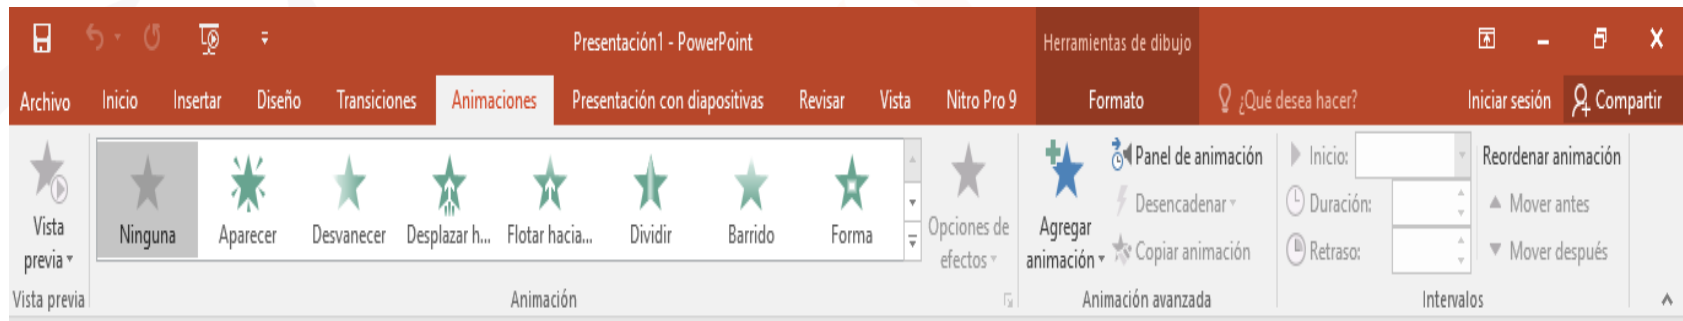 Presentación1 - PowerPoint
Herramientas de dibujo
Archivo Inicio Insertar Diseño Transiciones Animaciones Presentación con diapositivas Revisar Vista Nitro Pro 9 Formato ¿Qué desea hacer? Iniciar sesión Compartir
Vista previa
Ninguna Aparecer Desvanecer Desplazar h... Flotar hacia... Dividir Barrido Forma
Opciones de efectos
Agregar animación
Panel de animación
Desencadenar
Copiar animación
Inicio:
Duración:
Retraso:
Reordenar animación
Mover antes
Mover después
Vista previa Animación Animación avanzada Intervalos